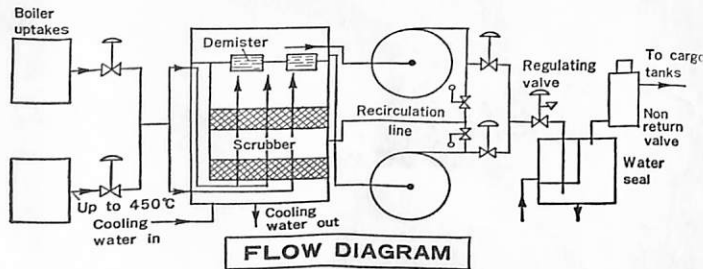 Boiler
uptakes
Demister
Regulating
valve
To cargo
tanks
Recirculation
line
Scrubber
Non
return
valve
Water
seal
Up to 450℃
Cooling
water in
Cooling
water out
FLOW DIAGRAM